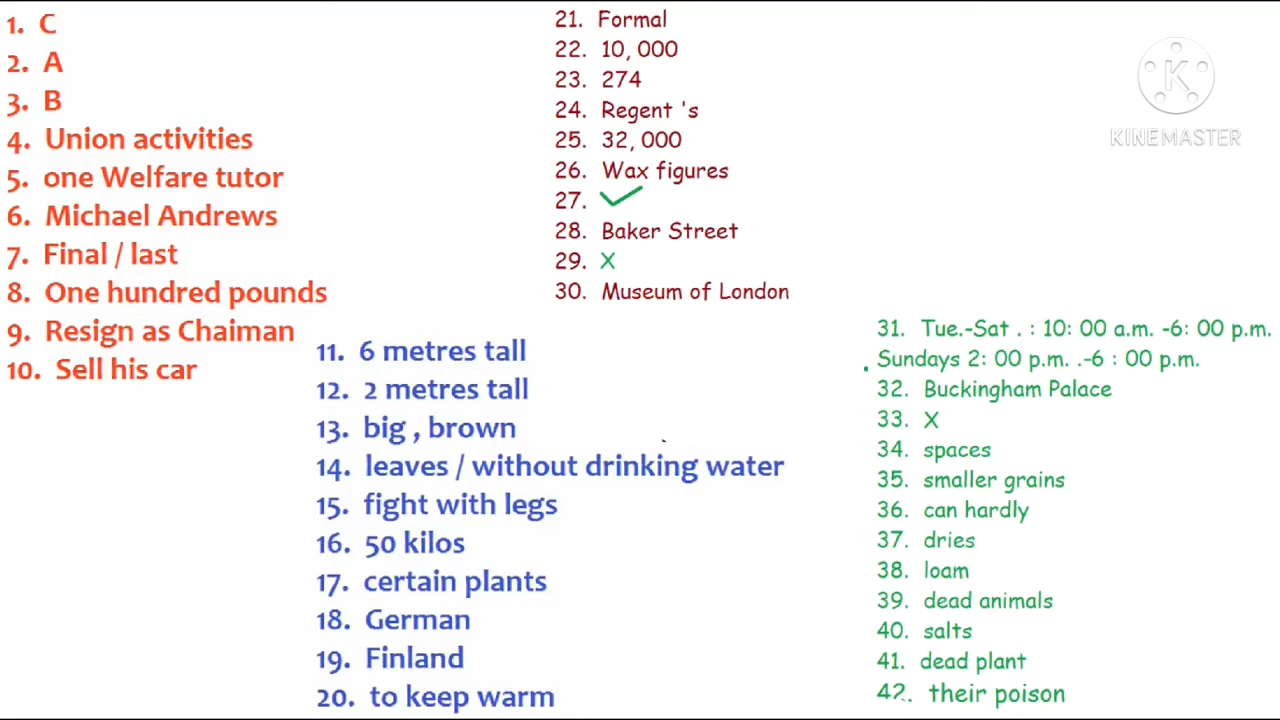 1. C
2. A
3. B
4. Union activities
5. one Welfare tutor
6. Michael Andrews
7. Final / last
8. One hundred pounds
9. Resign as Chaiman
10. Sell his car
11. 6 metres tall
12. 2 metres tall
13. big , brown
14. leaves / without drinking water
15. fight with legs
16. 50 kilos
17. certain plants
18. German
19. Finland
20. to keep warm
21. Formal
22. 10, 000
23. 274
24. Regent 's
25. 32, 000
26. Wax figures
27. ✓
28. Baker Street
29. X
30. Museum of London
31. Tue.-Sat . : 10: 00 a.m. -6: 00 p.m.
. Sundays 2: 00 p.m. .-6 : 00 p.m.
32. Buckingham Palace
33. X
34. spaces
35. smaller grains
36. can hardly
37. dries
38. loam
39. dead animals
40. salts
41. dead plant
42. their poison
K
KINEMASTER